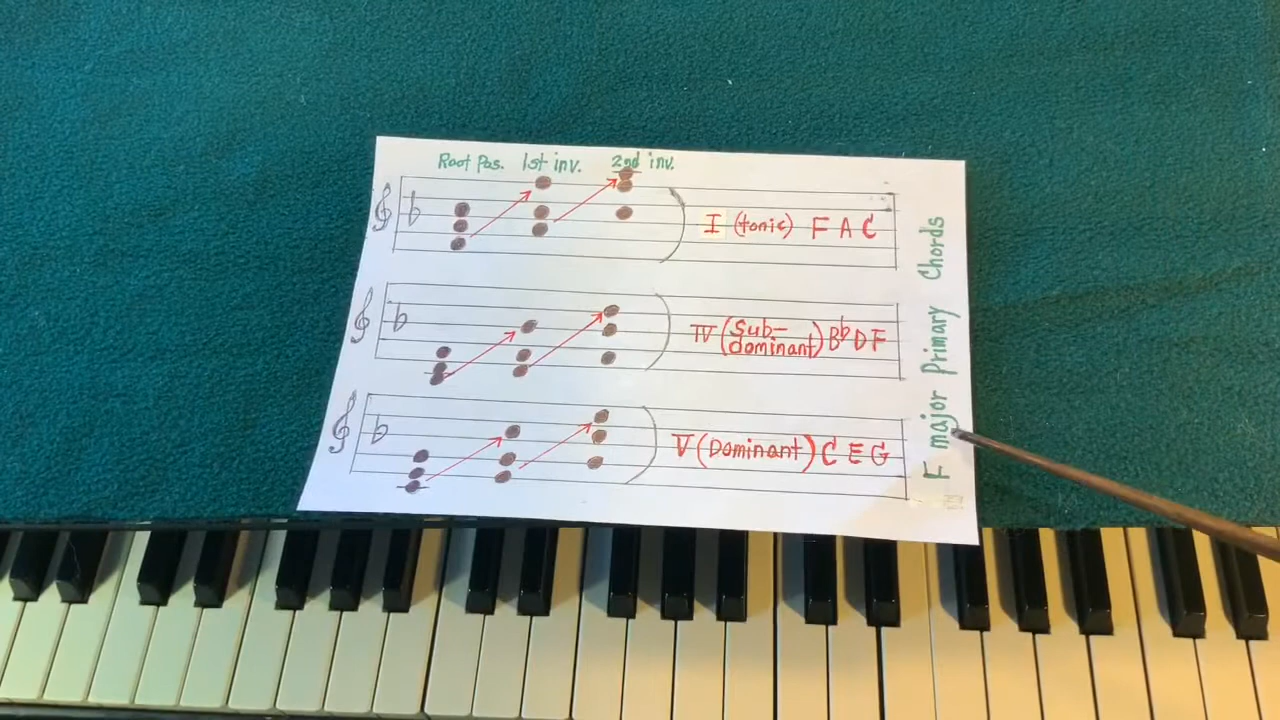 Root Pos. 1st inv. 2nd inv.
I (tonic) F A C
IV (Sub-
dominant) B♭ D F
V (Dominant) C E G
F major Primary Chords